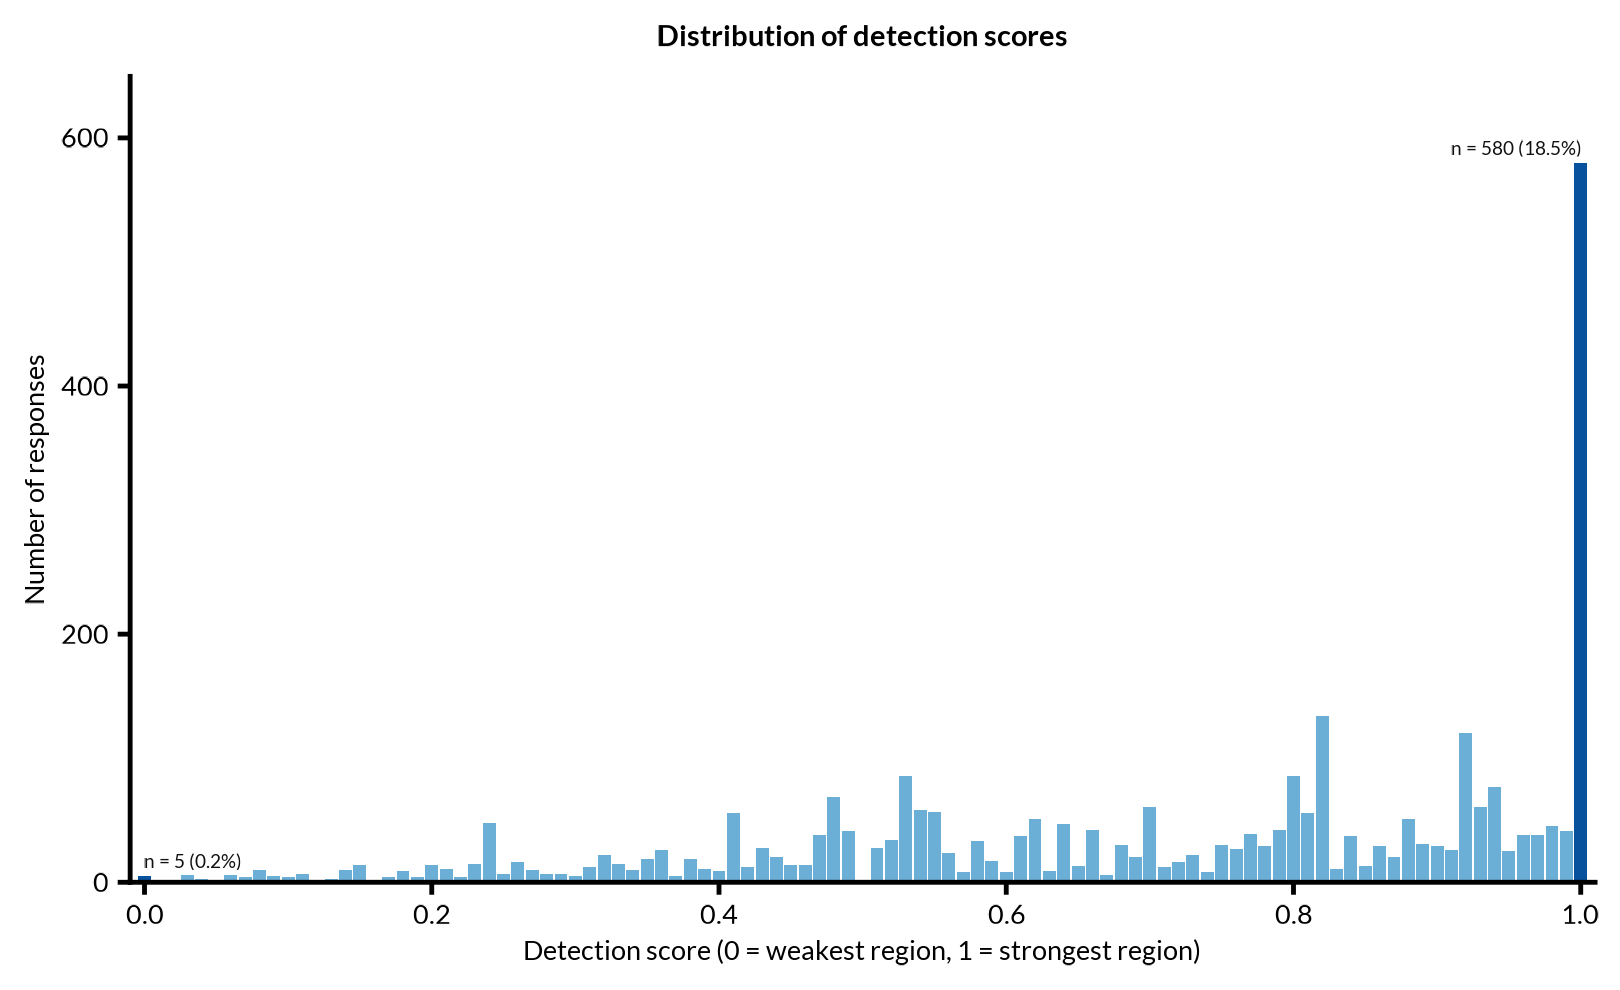 Distribution of detection scores
600
400
200
0
Number of responses
n = 580 (18.5%)
n = 5 (0.2%)
0.0 0.2 0.4 0.6 0.8 1.0
Detection score (0 = weakest region, 1 = strongest region)